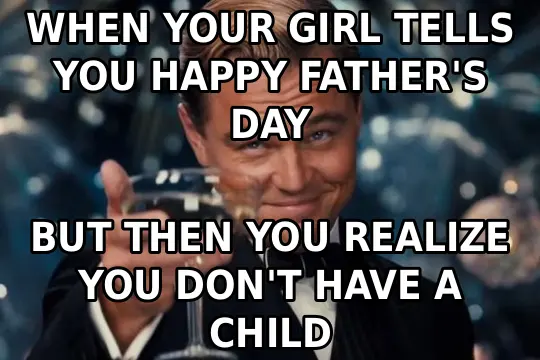 WHEN YOUR GIRL TELLS
YOU HAPPY FATHER'S
DAY
BUT THEN YOU REALIZE
YOU DON'T HAVE A
CHILD